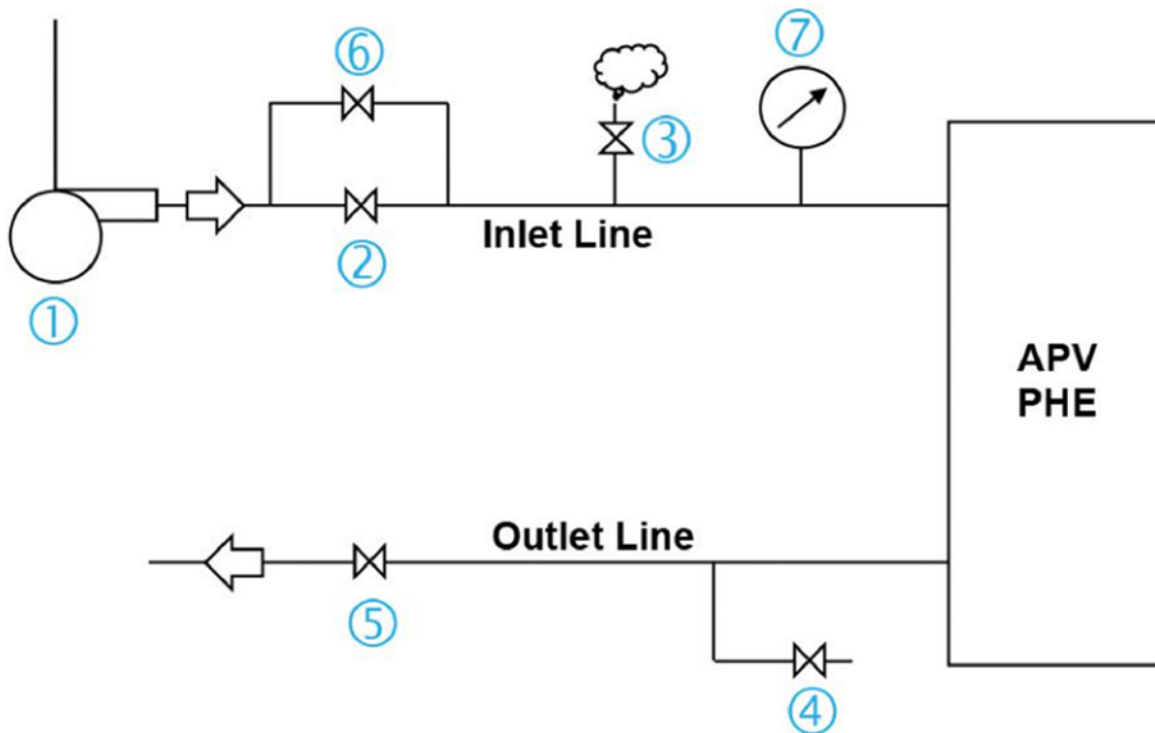 ⑥
⑦
③
Inlet Line
②
①
APV
PHE
Outlet Line
⑤
④